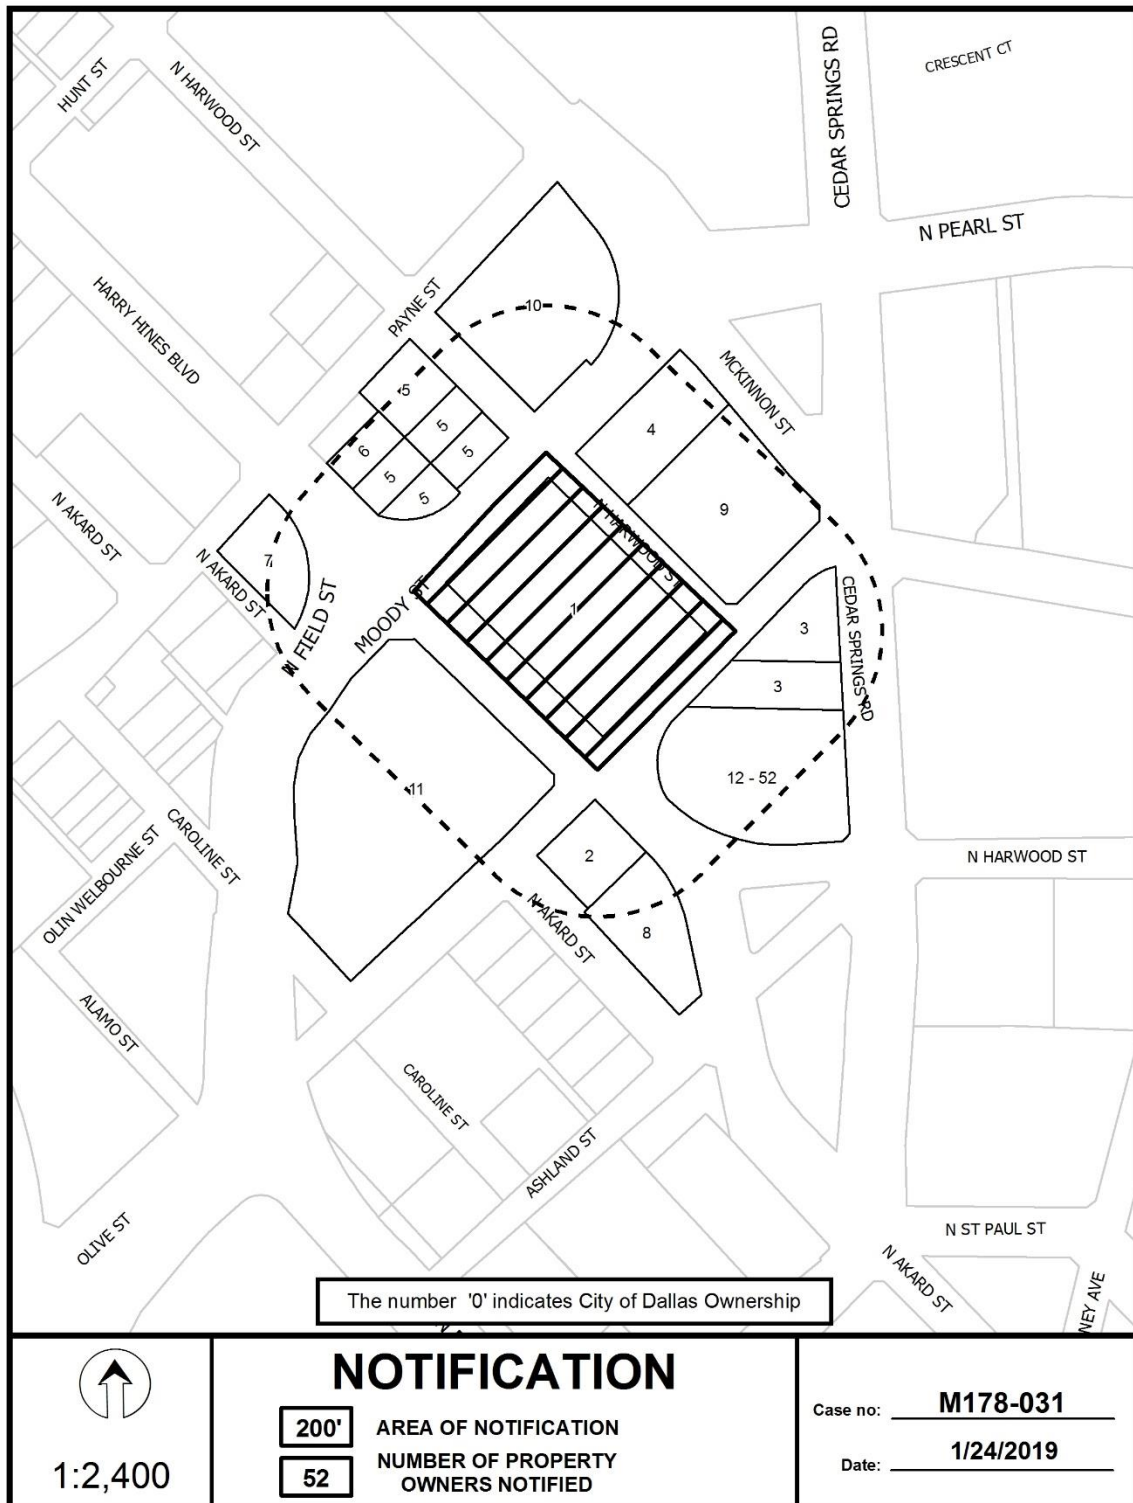 CRESCENT CT
HUNT ST
N HARWOOD ST
CEDAR SPRINGS RD
N PEARL ST
HARRY HINES BLVD
PAYNE ST
10
MCKINNON ST
5
4
5
6
5
5
5
9
N AKARD ST
N HARWOOD ST
7
N AKARD ST
N FIELD ST
MOODY ST
1
3
CEDAR SPRINGS RD
3
12 - 52
11
CAROLINE ST
OLIN WELBOURNE ST
2
N HARWOOD ST
N AKARD ST
8
ALAMO ST
CAROLINE ST
ASHLAND ST
OLIVE ST
N ST PAUL ST
N AKARD ST
NEY AVE
The number '0' indicates City of Dallas Ownership
1:2,400
NOTIFICATION
200' AREA OF NOTIFICATION
52 NUMBER OF PROPERTY
OWNERS NOTIFIED
Case no: M178-031
Date: 1/24/2019